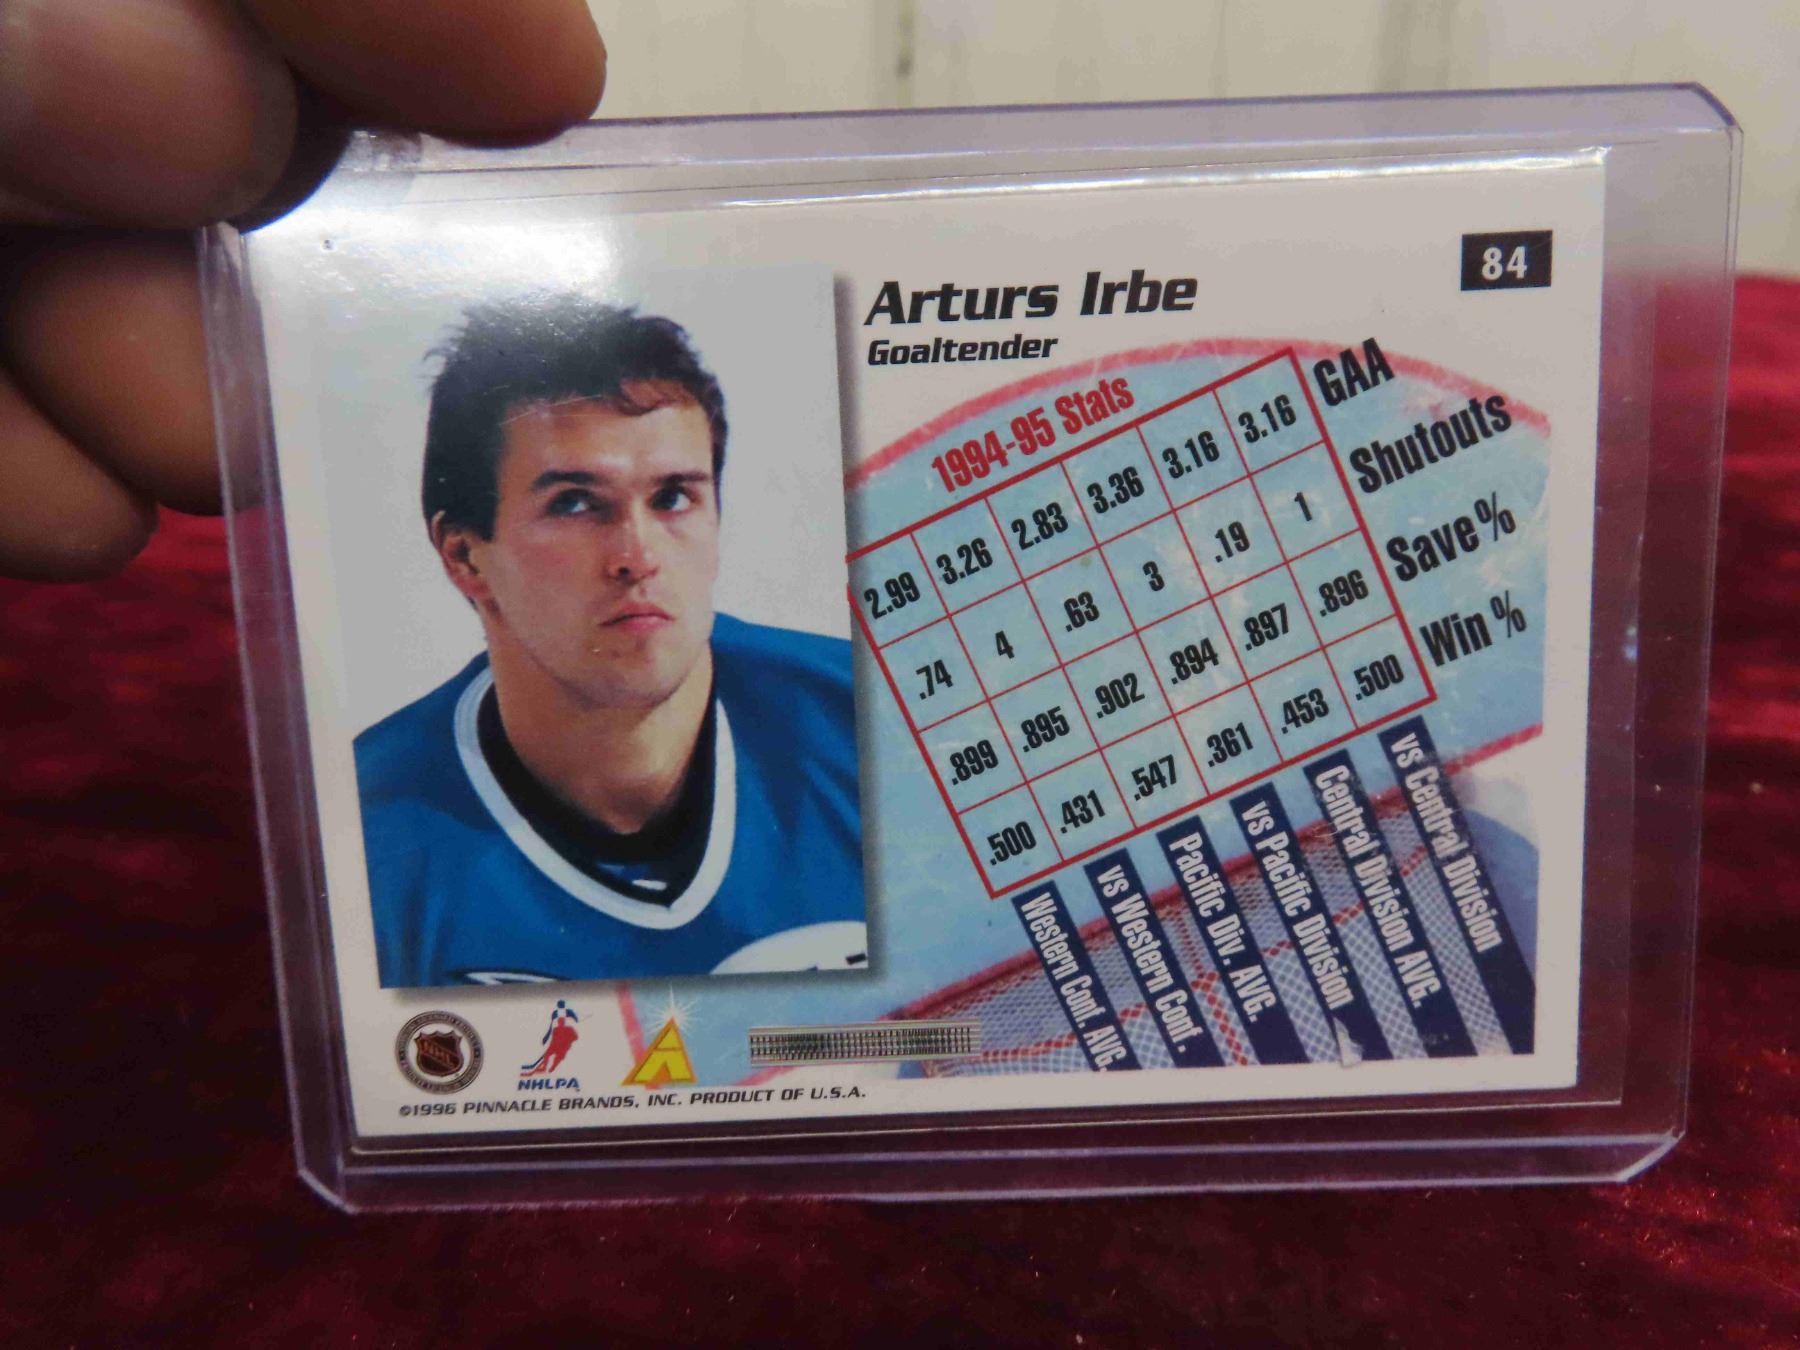 84
Arturs Irbe
Goaltender
1994-95 Stats
2.99 3.26 2.83 3.36 3.16 3.16 GAA
.74 4 .63 3 .19 1 Shutouts
.899 .895 .902 .894 .897 .896 Save%
.500 .431 .547 .361 .453 .500 Win %
Western Conf. AVG.
vs Western Conf.
Pacific Div. AVG.
vs Pacific Division
Central Division AVG.
vs Central Division
NHL
NHLPA
©1996 PINNACLE BRANDS, INC. PRODUCT OF U.S.A.